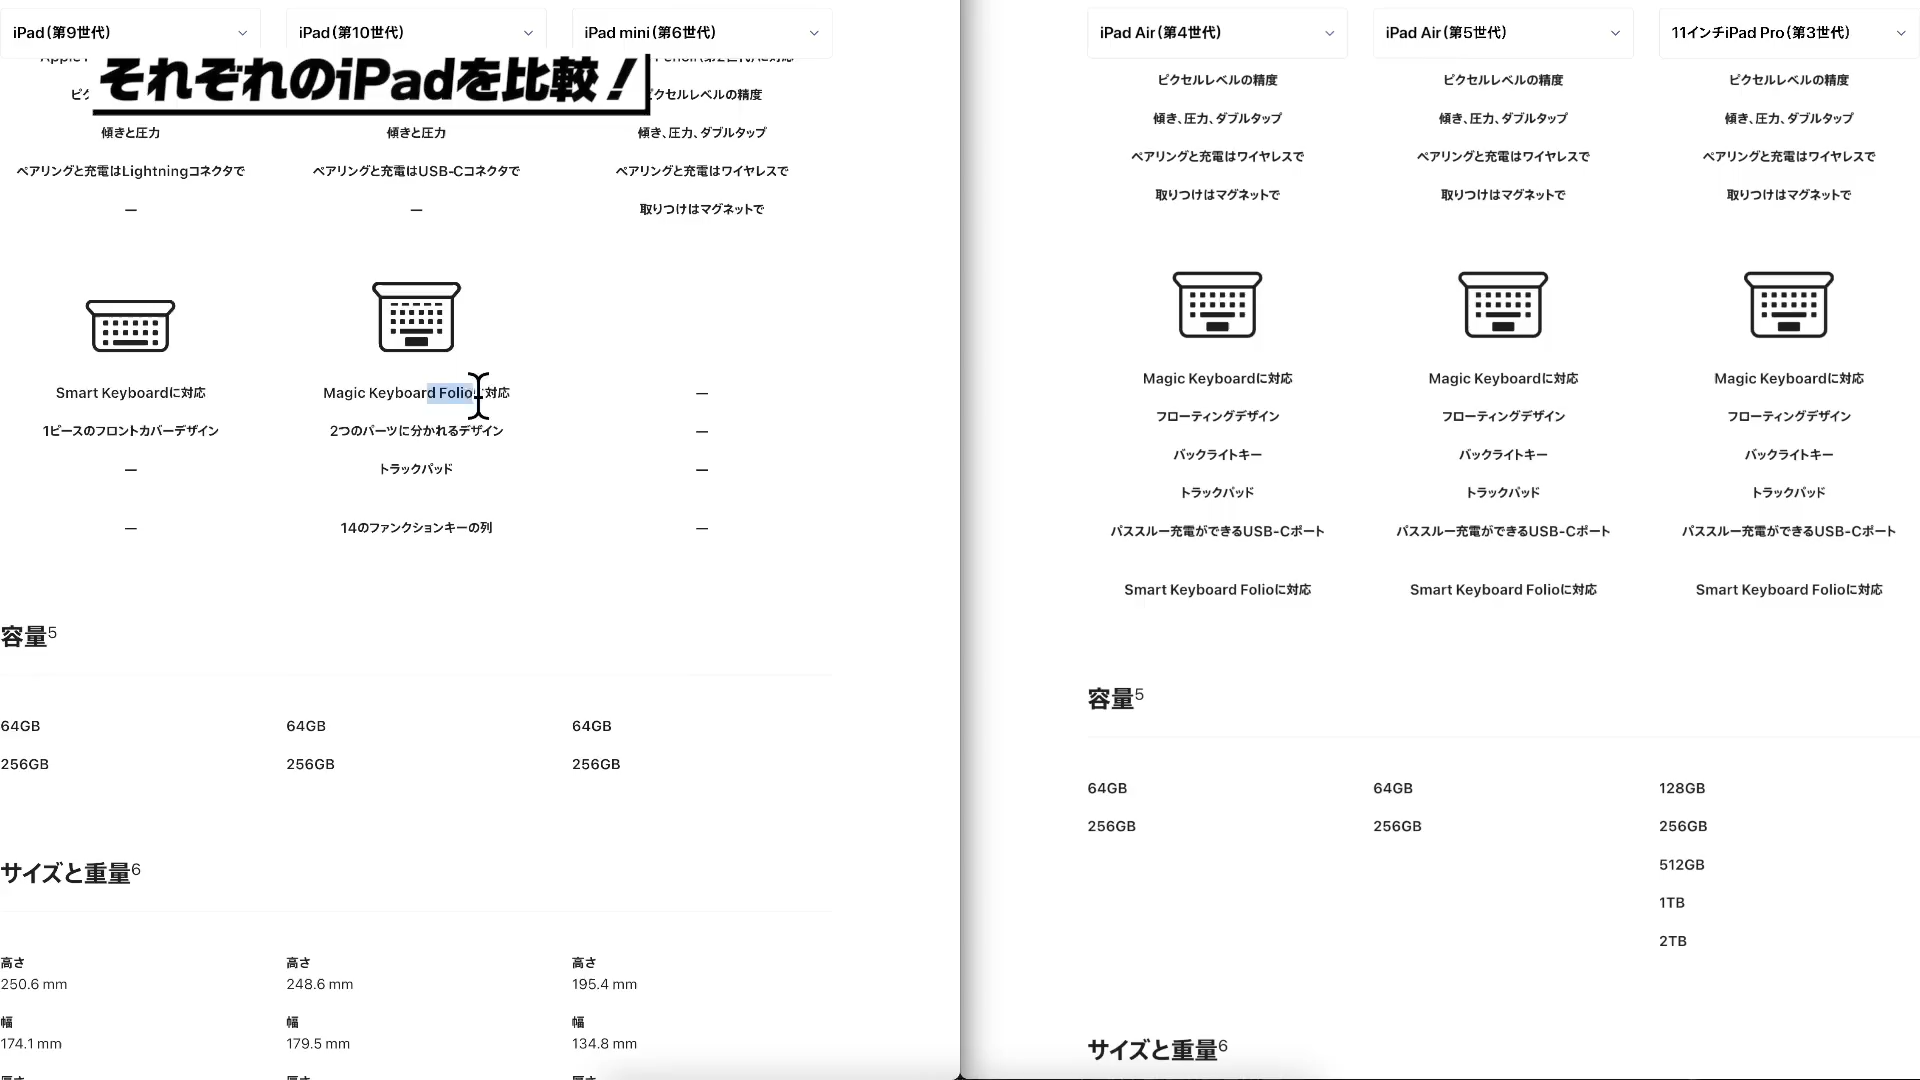 iPad（第9世代）
iPad（第10世代）
iPad mini（第6世代）
それぞれのiPadを比較！
ピクセルレベルの精度
傾きと圧力
傾きと圧力
傾き、圧力、ダブルタップ
ペアリングと充電はLightningコネクタで
ペアリングと充電はUSB-Cコネクタで
ペアリングと充電はワイヤレスで
—
—
取りつけはマグネットで
Smart Keyboardに対応
Magic Keyboard Folioに対応
—
1ピースのフロントカバーデザイン
2つのパーツに分かれるデザイン
—
—
トラックパッド
—
—
14のファンクションキーの列
—
容量5
64GB
64GB
64GB
256GB
256GB
256GB
サイズと重量6
高さ
高さ
高さ
250.6 mm
248.6 mm
195.4 mm
幅
幅
幅
174.1 mm
179.5 mm
134.8 mm
iPad Air（第4世代）
iPad Air（第5世代）
11インチiPad Pro（第3世代）
ピクセルレベルの精度
ピクセルレベルの精度
ピクセルレベルの精度
傾き、圧力、ダブルタップ
傾き、圧力、ダブルタップ
傾き、圧力、ダブルタップ
ペアリングと充電はワイヤレスで
ペアリングと充電はワイヤレスで
ペアリングと充電はワイヤレスで
取りつけはマグネットで
取りつけはマグネットで
取りつけはマグネットで
Magic Keyboardに対応
Magic Keyboardに対応
Magic Keyboardに対応
フローティングデザイン
フローティングデザイン
フローティングデザイン
バックライトキー
バックライトキー
バックライトキー
トラックパッド
トラックパッド
トラックパッド
パススルー充電ができるUSB-Cポート
パススルー充電ができるUSB-Cポート
パススルー充電ができるUSB-Cポート
Smart Keyboard Folioに対応
Smart Keyboard Folioに対応
Smart Keyboard Folioに対応
容量5
64GB
64GB
128GB
256GB
256GB
256GB
512GB
1TB
2TB
サイズと重量6